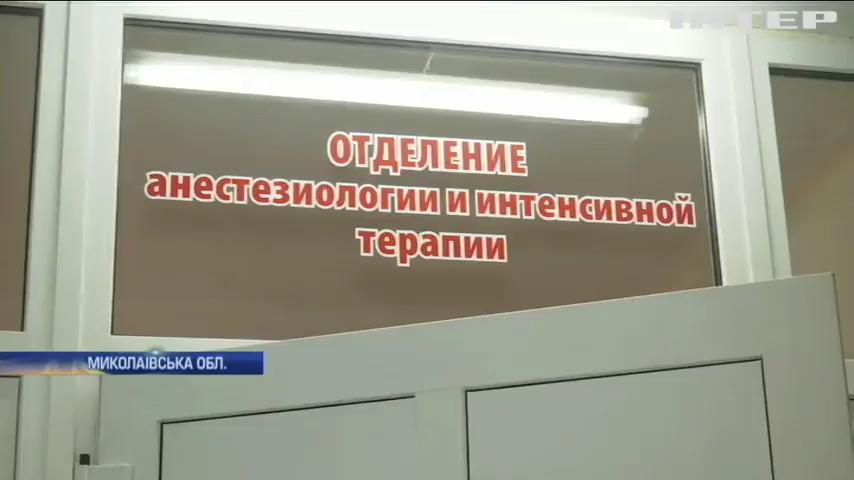 ІНТЕР
ОТДЕЛЕНИЕ
анестезиологии и интенсивной
терапии
МИКОЛАЇВСЬКА ОБЛ.